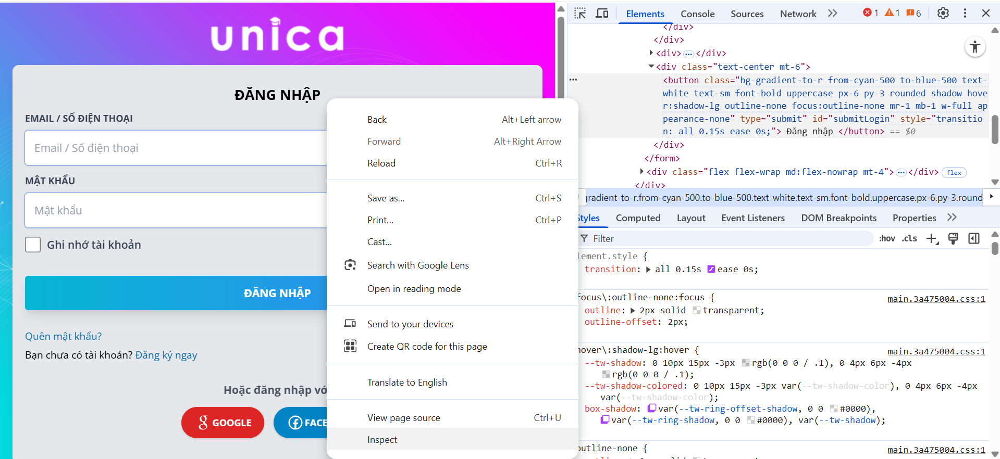 unica
ĐĂNG NHẬP
EMAIL / SỐ ĐIỆN THOẠI
Email / Số điện thoại
MẬT KHẨU
Mật khẩu
Ghi nhớ tài khoản
ĐĂNG NHẬP
Quên mật khẩu?
Bạn chưa có tài khoản? Đăng ký ngay
Hoặc đăng nhập vớ
GOOGLE
FACE
Back Alt+Left arrow
Forward Alt+Right Arrow
Reload Ctrl+R
Save as... Ctrl+S
Print... Ctrl+P
Cast...
Search with Google Lens
Open in reading mode
Send to your devices
Create QR code for this page
Translate to English
View page source Ctrl+U
Inspect
Elements Console Sources Network 1 1 6
</div>
</div>
<div> ... </div>
<div class="text-center mt-6">
<button class="bg-gradient-to-r from-cyan-500 to-blue-500 text-
white text-sm font-bold uppercase px-6 py-3 rounded shadow hove
r:shadow-lg outline-none focus:outline-none mr-1 mb-1 w-full ap
pearance-none" type="submit" id="submitLogin" style="transitio
n: all 0.15s ease 0s;"> Đăng nhập </button> == $0
</div>
</form>
<div class="flex flex-wrap md:flex-nowrap mt-4"> ... </div> flex
</div>
gradient-to-r.from-cyan-500.to-blue-500.text-white.text-sm.font-bold.uppercase.px-6.py-3.round
Styles Computed Layout Event Listeners DOM Breakpoints Properties
Filter :hov .cls
lement.style {
transition: all 0.15s ease 0s;
focus\:outline-none:focus { main.3a475004.css:1
outline: 2px solid transparent;
outline-offset: 2px;
hover\:shadow-lg:hover { main.3a475004.css:1
--tw-shadow: 0 10px 15px -3px rgb(0 0 0 / .1), 0 4px 6px -4px
rgb(0 0 0 / .1);
--tw-shadow-colored: 0 10px 15px -3px var(--tw-shadow-color), 0 4px 6px -4px
var(--tw-shadow-color);
box-shadow: var(--tw-ring-offset-shadow, 0 0 #0000),
var(--tw-ring-shadow, 0 0 #0000), var(--tw-shadow);
outline-none { main.3a475004.css:1